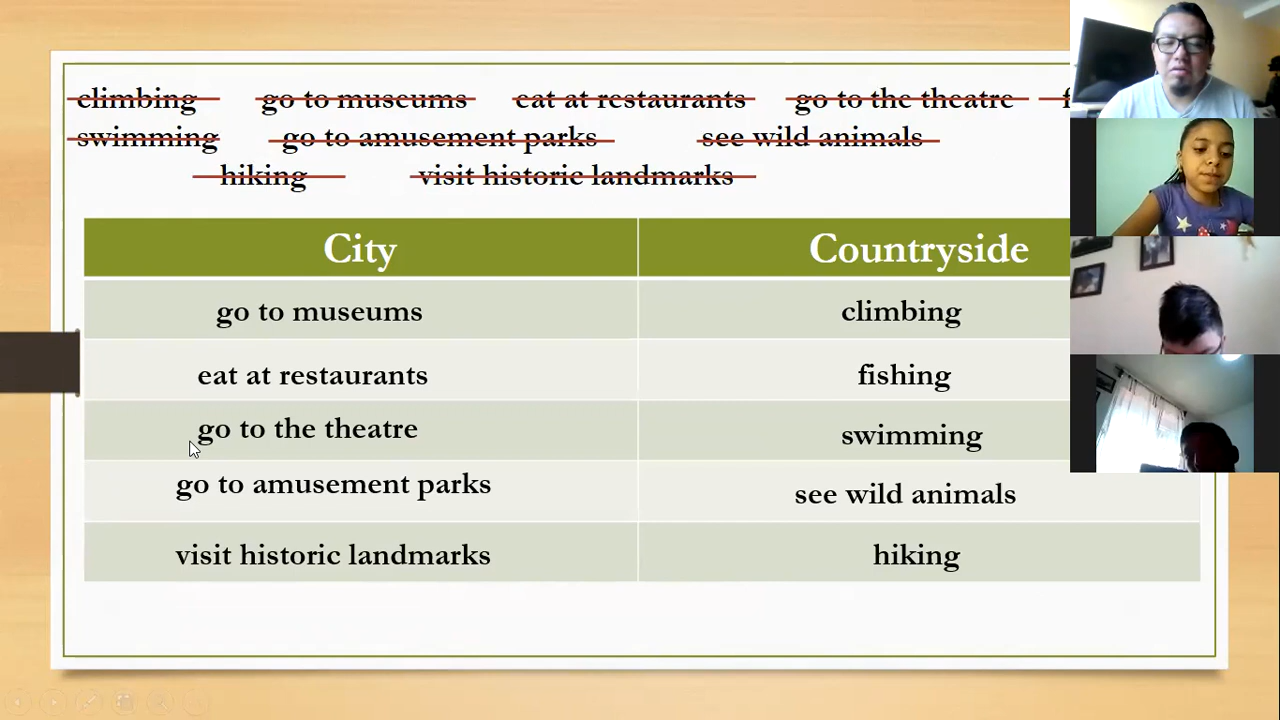 climbing go to museums eat at restaurants go to the theatre f
swimming go to amusement parks see wild animals
hiking visit historic landmarks
City Countryside
go to museums climbing
eat at restaurants fishing
go to the theatre swimming
go to amusement parks see wild animals
visit historic landmarks hiking